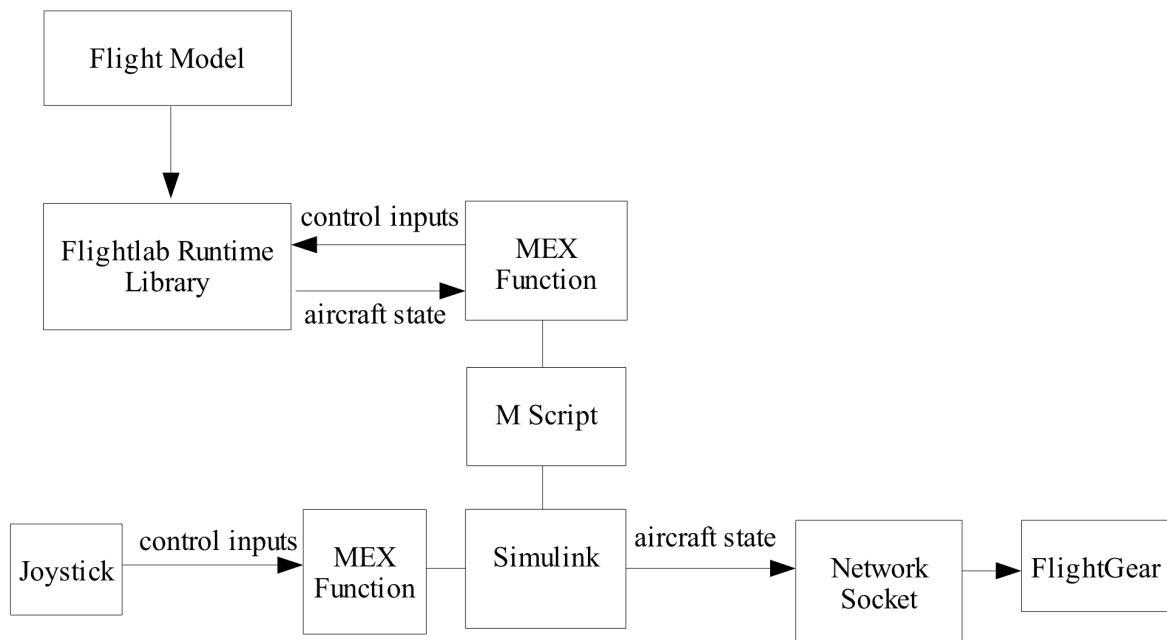 Flight Model
control inputs
Flightlab Runtime
Library
MEX
Function
aircraft state
M Script
Joystick
control inputs
MEX
Function
Simulink
aircraft state
Network
Socket
FlightGear